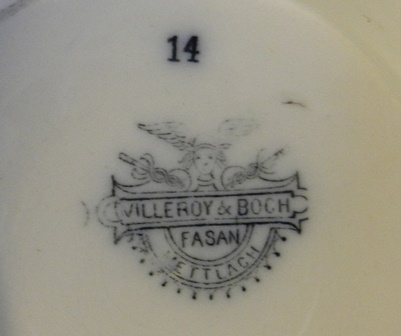 14
VILLEROY & BOCH
FASAN
METTLACH